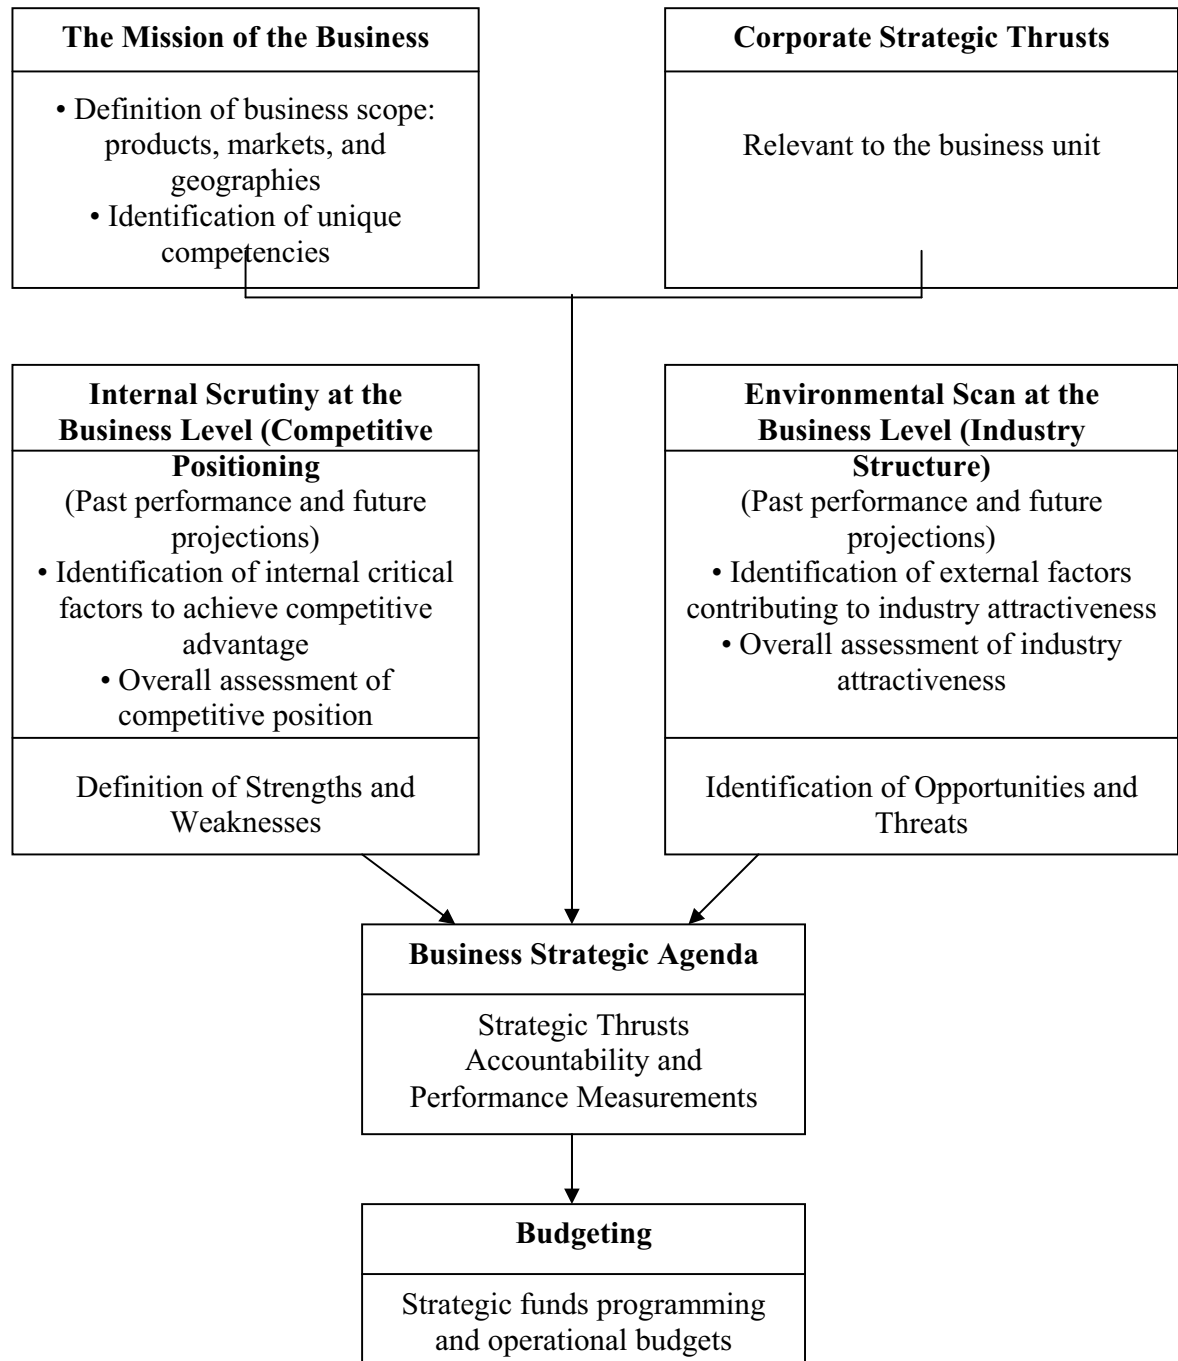 The Mission of the Business
• Definition of business scope:
products, markets, and
geographies
• Identification of unique
competencies
Corporate Strategic Thrusts
Relevant to the business unit
Internal Scrutiny at the
Business Level (Competitive
Positioning
(Past performance and future
projections)
• Identification of internal critical
factors to achieve competitive
advantage
• Overall assessment of
competitive position
Definition of Strengths and
Weaknesses
Environmental Scan at the
Business Level (Industry
Structure)
(Past performance and future
projections)
• Identification of external factors
contributing to industry attractiveness
• Overall assessment of industry
attractiveness
Identification of Opportunities and
Threats
Business Strategic Agenda
Strategic Thrusts
Accountability and
Performance Measurements
Budgeting
Strategic funds programming
and operational budgets